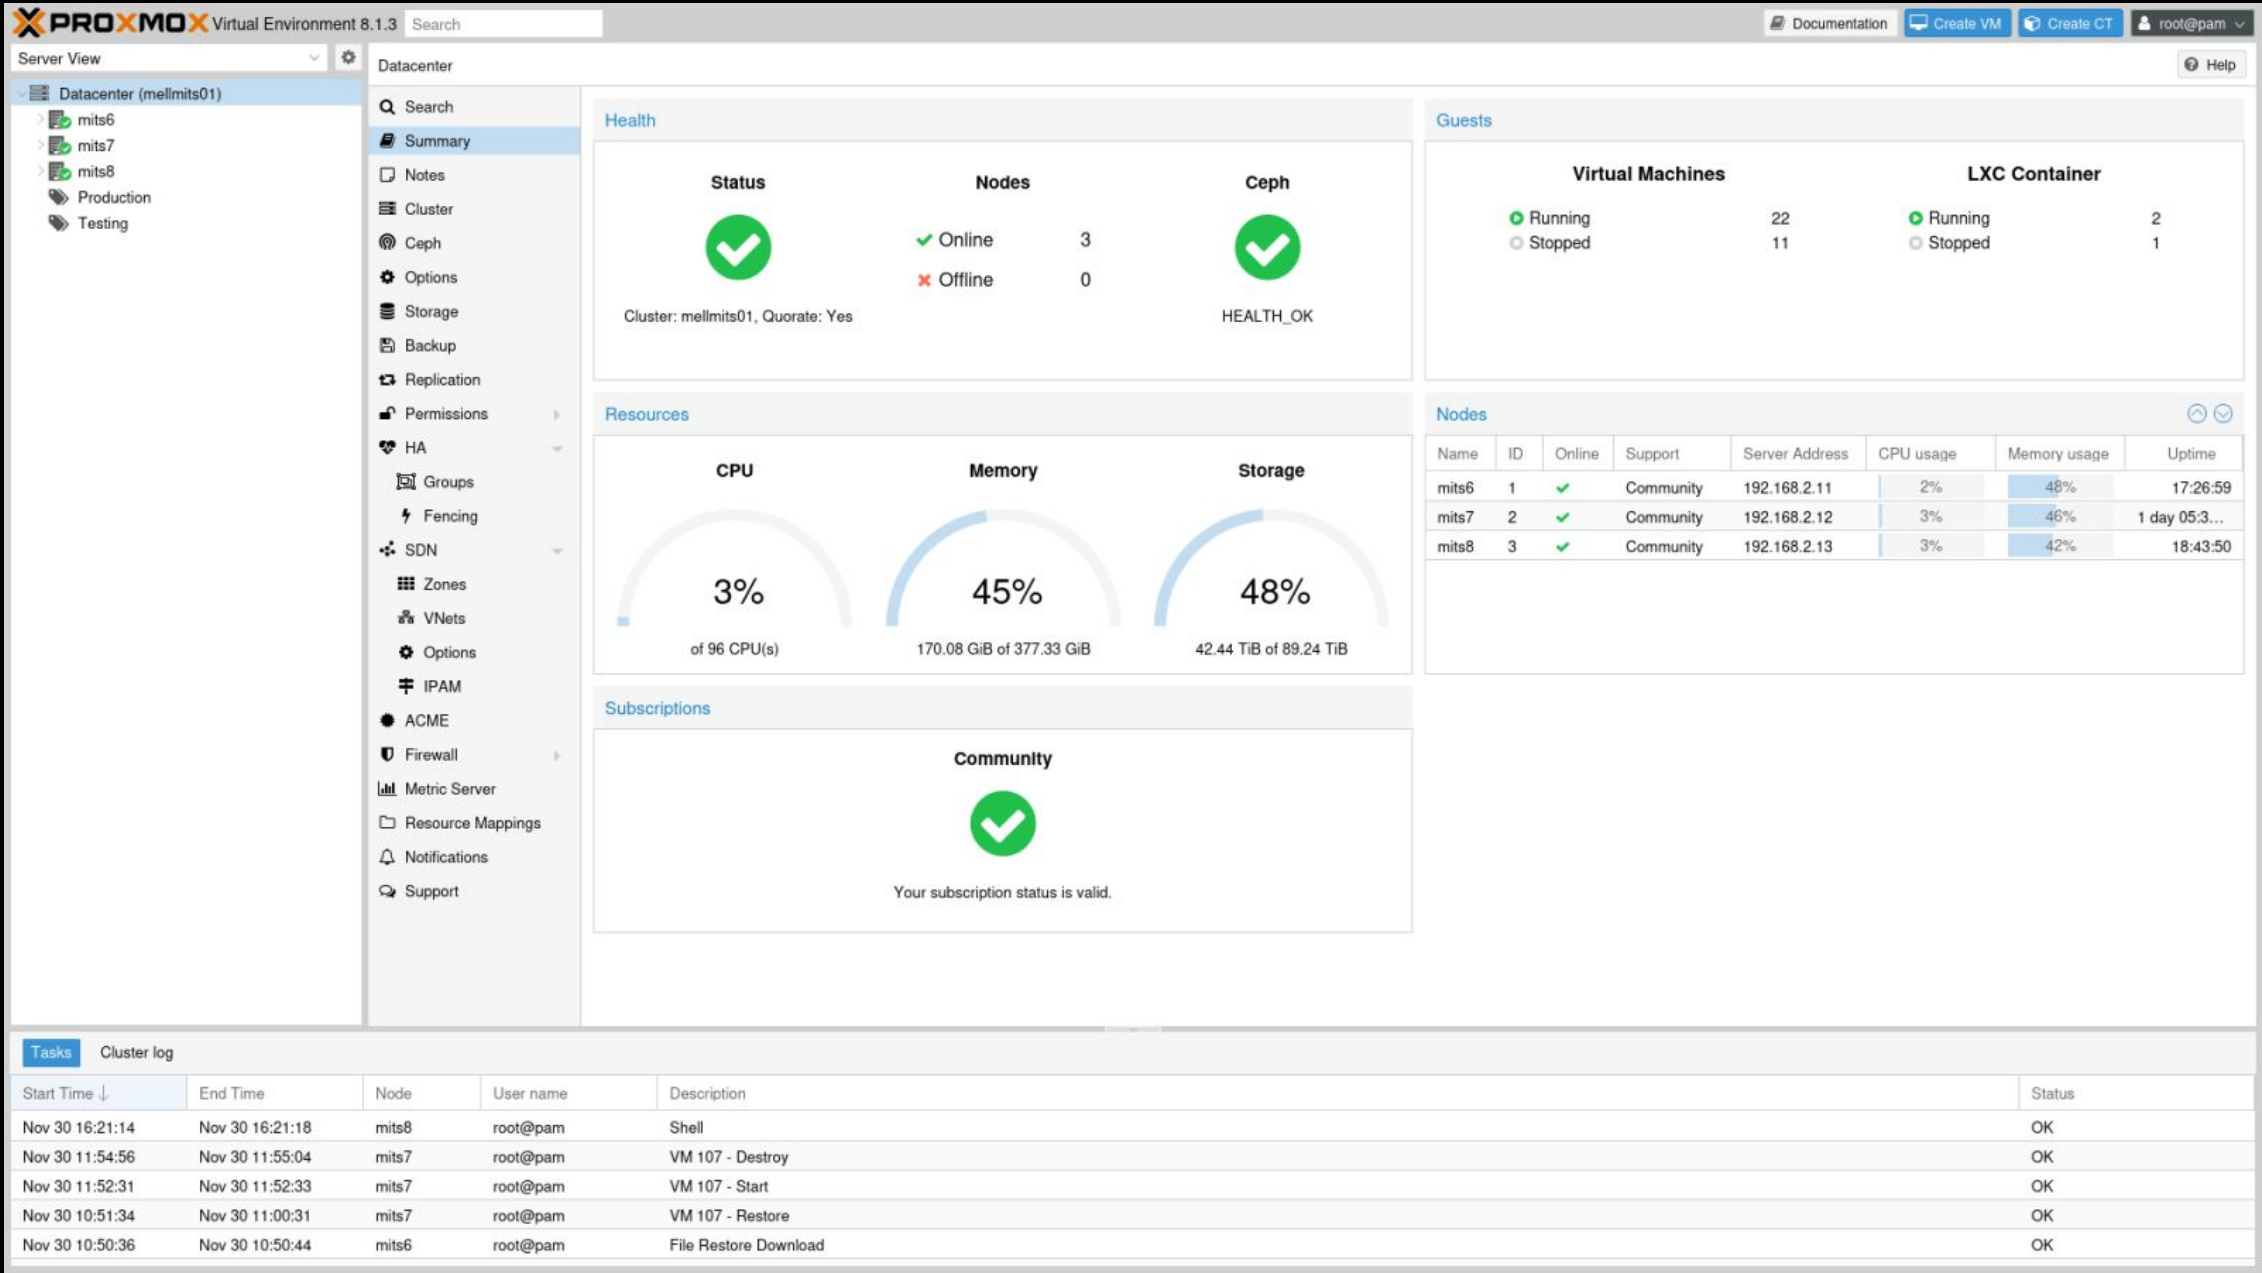 PROXMOX Virtual Environment 8.1.3 Search Documentation Create VM Create CT root@pam
Server View
Datacenter (mellmits01)
mits6
mits7
mits8
Production
Testing
Datacenter Help
Search
Summary
Notes
Cluster
Ceph
Options
Storage
Backup
Replication
Permissions
HA
Groups
Fencing
SDN
Zones
VNets
Options
IPAM
ACME
Firewall
Metric Server
Resource Mappings
Notifications
Support
Health
Status Nodes Ceph
Online 3
Offline 0
Cluster: mellmits01, Quorate: Yes HEALTH_OK
Guests
Virtual Machines LXC Container
Running 22 Running 2
Stopped 11 Stopped 1
Resources
CPU Memory Storage
3% 45% 48%
of 96 CPU(s) 170.08 GiB of 377.33 GiB 42.44 TiB of 89.24 TiB
Nodes
Name ID Online Support Server Address CPU usage Memory usage Uptime
mits6 1 Community 192.168.2.11 2% 48% 17:26:59
mits7 2 Community 192.168.2.12 3% 46% 1 day 05:3...
mits8 3 Community 192.168.2.13 3% 42% 18:43:50
Subscriptions
Community
Your subscription status is valid.
Tasks Cluster log
Start Time End Time Node User name Description Status
Nov 30 16:21:14 Nov 30 16:21:18 mits8 root@pam Shell OK
Nov 30 11:54:56 Nov 30 11:55:04 mits7 root@pam VM 107 - Destroy OK
Nov 30 11:52:31 Nov 30 11:52:33 mits7 root@pam VM 107 - Start OK
Nov 30 10:51:34 Nov 30 11:00:31 mits7 root@pam VM 107 - Restore OK
Nov 30 10:50:36 Nov 30 10:50:44 mits6 root@pam File Restore Download OK